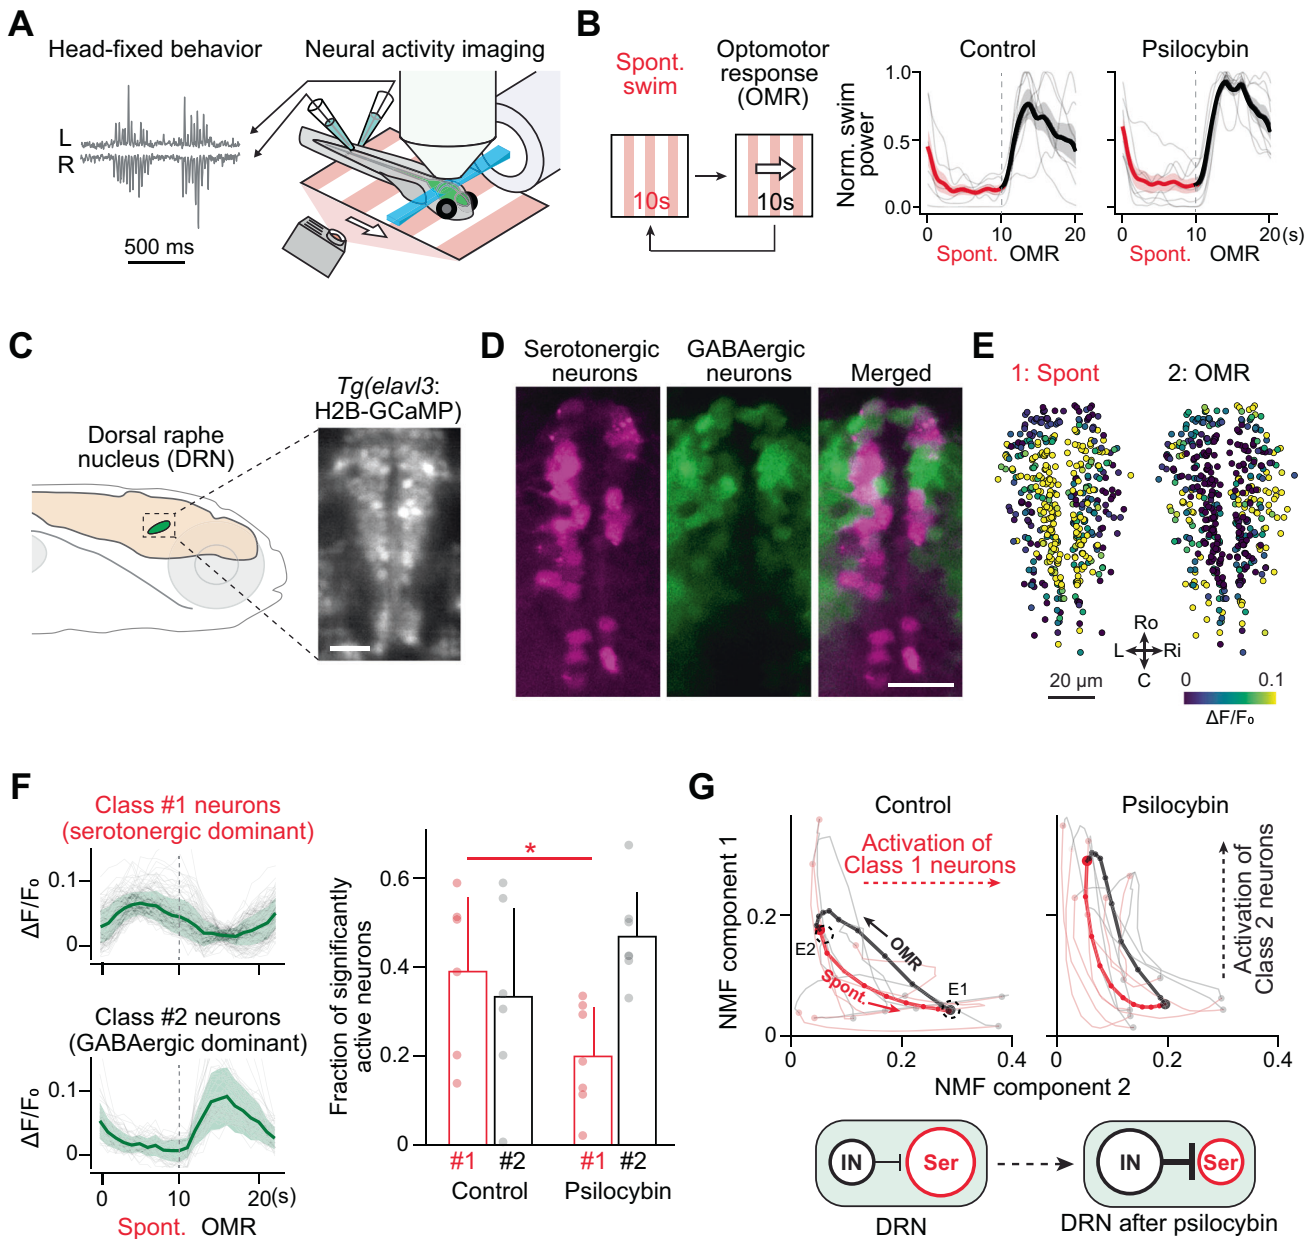 A
Head-fixed behavior
Neural activity imaging
L
R
500 ms
B
Spont.
swim
Optomotor
response
(OMR)
10s
10s
Control
Psilocybin
Norm. swim
power
1.0
0.5
0.0
0
10
20
0
10
20(s)
Spont.
OMR
Spont.
OMR
C
Dorsal raphe
nucleus (DRN)
Tg(elavl3:
H2B-GCaMP)
D
Serotonergic
neurons
GABAergic
neurons
Merged
E
1: Spont
2: OMR
Ro
L
Ri
C
20 µm
0
0.1
ΔF/F₀
F
Class #1 neurons
(serotonergic dominant)
ΔF/F₀
0.1
0
Class #2 neurons
(GABAergic dominant)
ΔF/F₀
0.1
0
0
10
20(s)
Spont.
OMR
Fraction of significantly
active neurons
0.6
0.4
0.2
0
*
#1
#2
#1
#2
Control
Psilocybin
G
Control
Psilocybin
NMF component 1
0.2
0
Activation of
Class 1 neurons
E2
OMR
Spont.
E1
Activation of
Class 2 neurons
0
0.2
0.4
0
0.2
0.4
NMF component 2
IN
Ser
IN
Ser
DRN
DRN after psilocybin